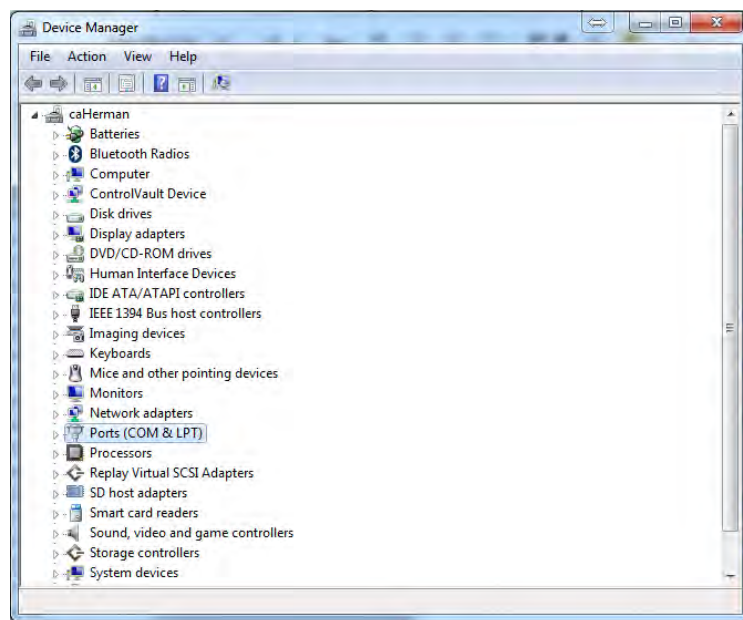 Device Manager
File Action View Help
caHerman
Batteries
Bluetooth Radios
Computer
ControlVault Device
Disk drives
Display adapters
DVD/CD-ROM drives
Human Interface Devices
IDE ATA/ATAPI controllers
IEEE 1394 Bus host controllers
Imaging devices
Keyboards
Mice and other pointing devices
Monitors
Network adapters
Ports (COM & LPT)
Processors
Replay Virtual SCSI Adapters
SD host adapters
Smart card readers
Sound, video and game controllers
Storage controllers
System devices